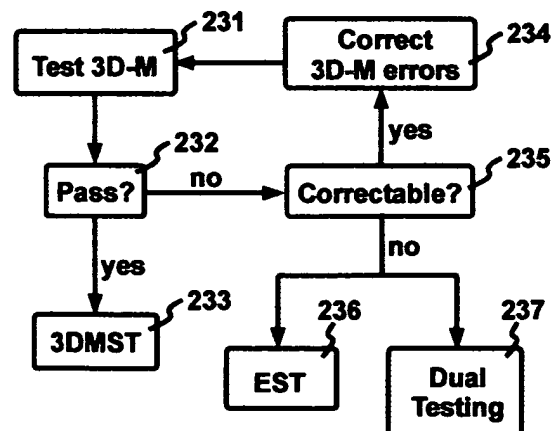 231
Test 3D-M
Correct
3D-M errors
234
232
Pass?
no
yes
Correctable?
235
yes
3DMST
233
no
EST
236
Dual
Testing
237